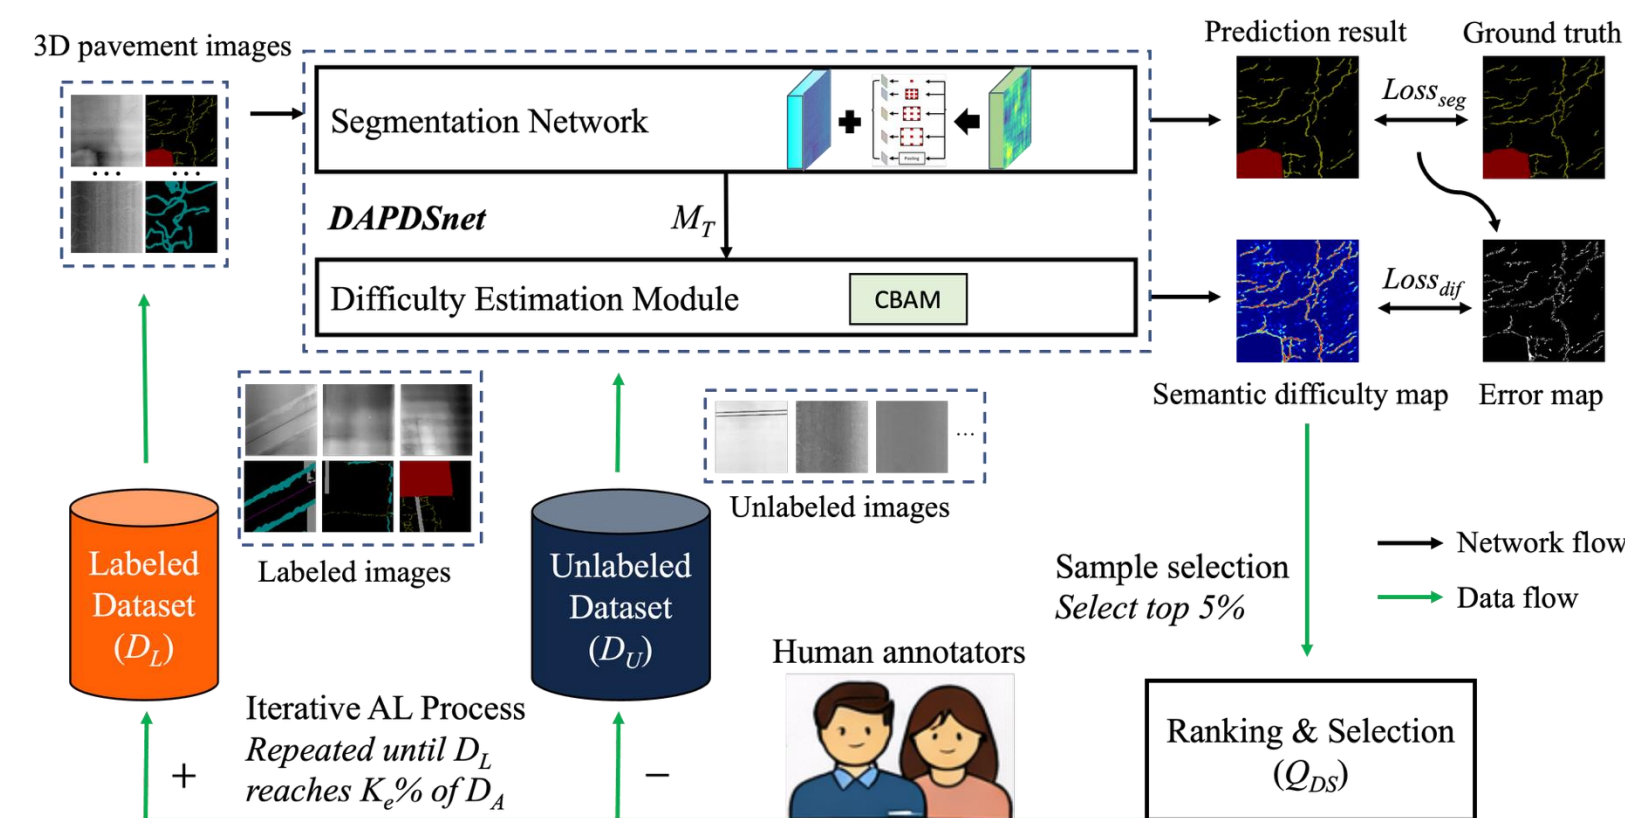 3D pavement images
Prediction result
Ground truth
Segmentation Network
Pooling
Loss_seg
DAPDSnet
M_T
Difficulty Estimation Module
CBAM
Loss_dif
Semantic difficulty map
Error map
Labeled images
Unlabeled images
Labeled
Dataset
(D_L)
Unlabeled
Dataset
(D_U)
Sample selection
Select top 5%
Network flow
Data flow
Human annotators
Iterative AL Process
Repeated until D_L
reaches K_e% of D_A
+
−
Ranking & Selection
(Q_DS)